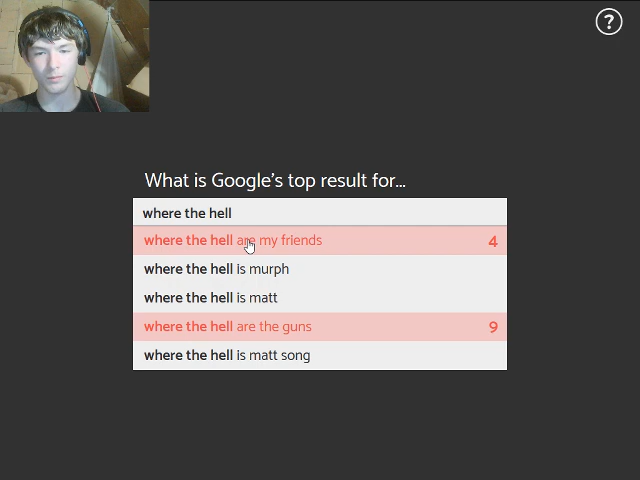 ?
What is Google's top result for...
where the hell
where the hell are my friends 4
where the hell is murph
where the hell is matt
where the hell are the guns 9
where the hell is matt song